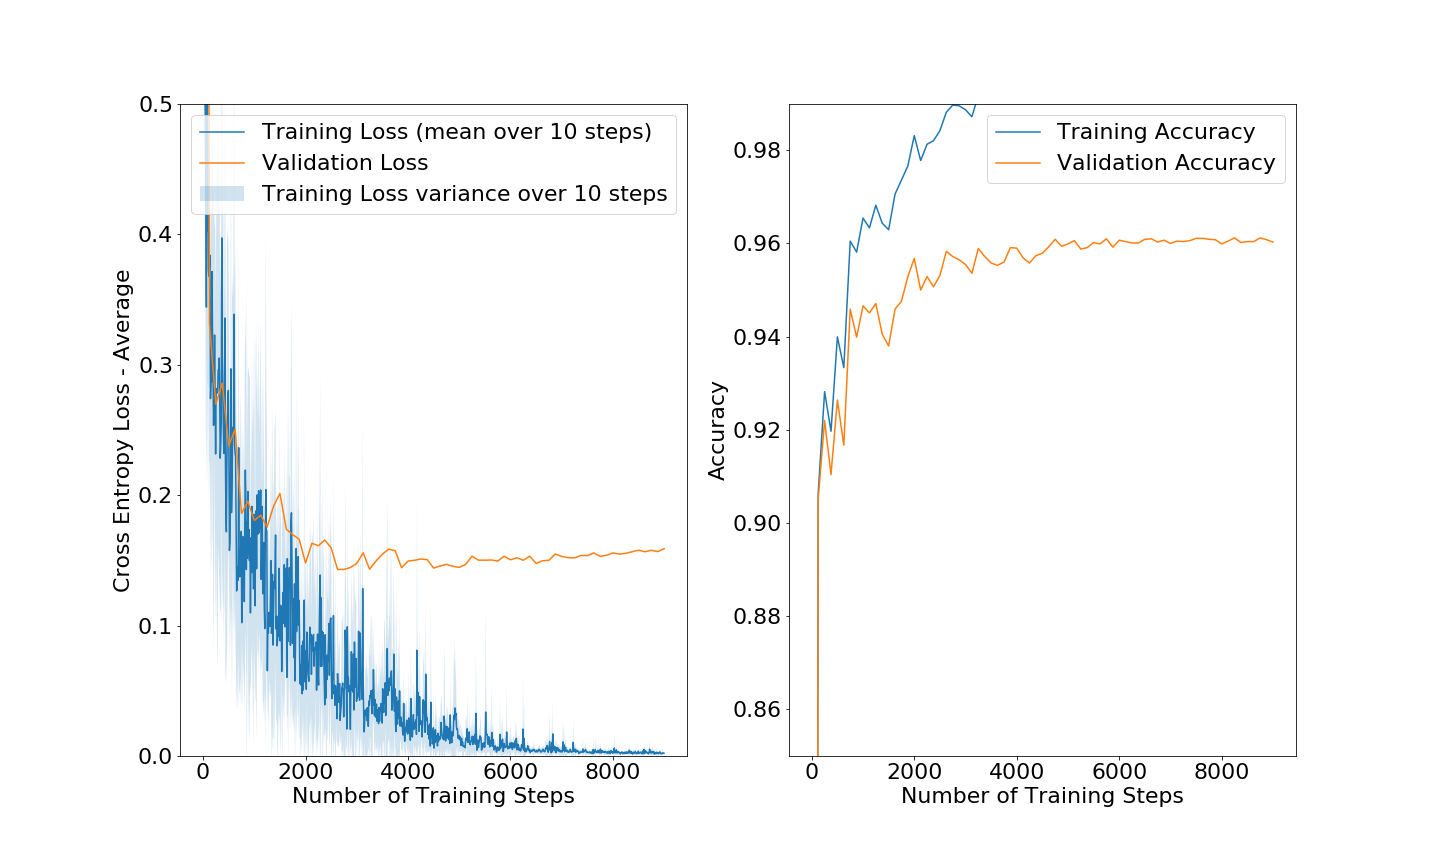 0.5
0.4
0.3
0.2
0.1
0.0
Cross Entropy Loss - Average
Training Loss (mean over 10 steps)
Validation Loss
Training Loss variance over 10 steps
0 2000 4000 6000 8000
Number of Training Steps
0.98
0.96
0.94
0.92
0.90
0.88
0.86
Accuracy
Training Accuracy
Validation Accuracy
0 2000 4000 6000 8000
Number of Training Steps